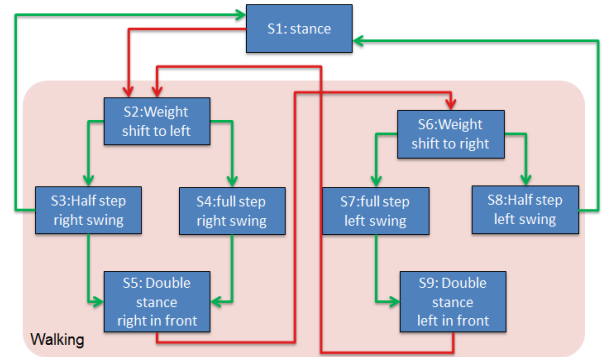 S1: stance
S2:Weight
shift to left
S6:Weight
shift to right
S3:Half step
right swing
S4:full step
right swing
S7:full step
left swing
S8:Half step
left swing
S5: Double
stance
right in front
S9: Double
stance
left in front
Walking